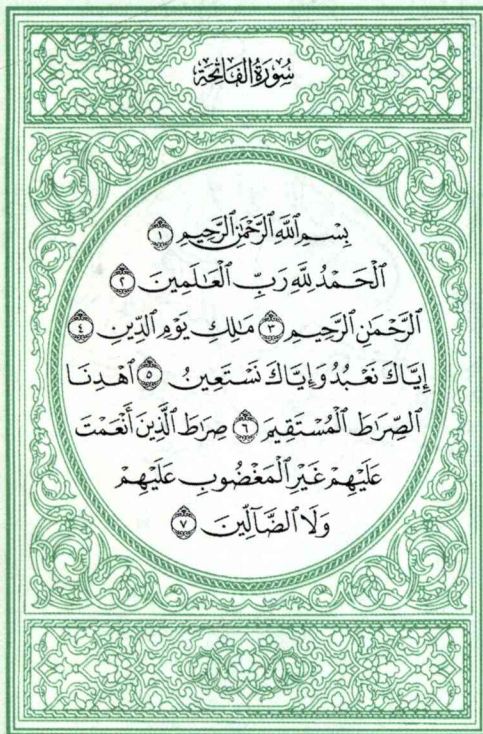 سُورَةُ الفَاتِحَةِ
بِسْمِ ٱللَّهِ ٱلرَّحْمَٰنِ ٱلرَّحِيمِ ١
ٱلْحَمْدُ لِلَّهِ رَبِّ ٱلْعَٰلَمِينَ ٢
ٱلرَّحْمَٰنِ ٱلرَّحِيمِ ٣ مَٰلِكِ يَوْمِ ٱلدِّينِ ٤
إِيَّاكَ نَعْبُدُ وَإِيَّاكَ نَسْتَعِينُ ٥ ٱهْدِنَا
ٱلصِّرَٰطَ ٱلْمُسْتَقِيمَ ٦ صِرَٰطَ ٱلَّذِينَ أَنْعَمْتَ
عَلَيْهِمْ غَيْرِ ٱلْمَغْضُوبِ عَلَيْهِمْ
وَلَا ٱلضَّآلِّينَ ٧